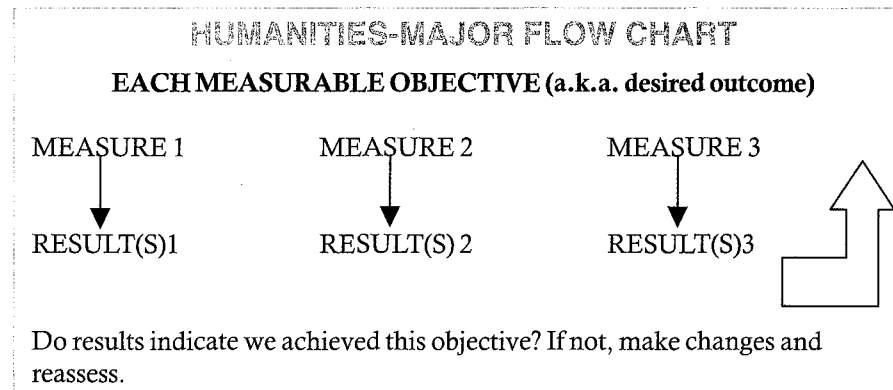 HUMANITIES-MAJOR FLOW CHART
EACH MEASURABLE OBJECTIVE (a.k.a. desired outcome)
MEASURE 1 MEASURE 2 MEASURE 3
RESULT(S)1 RESULT(S) 2 RESULT(S)3
Do results indicate we achieved this objective? If not, make changes and
reassess.